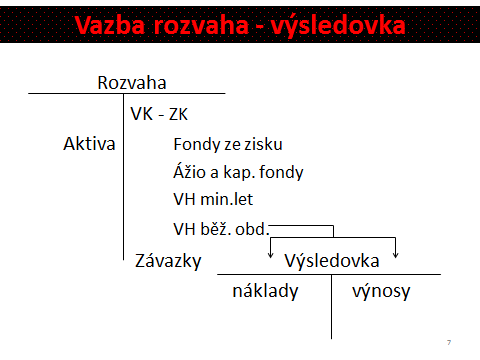 Vazba rozvaha - výsledovka
Rozvaha
VK - ZK
Aktiva
Fondy ze zisku
Ážio a kap. fondy
VH min.let
VH běž. obd.
Závazky
Výsledovka
náklady
výnosy
7